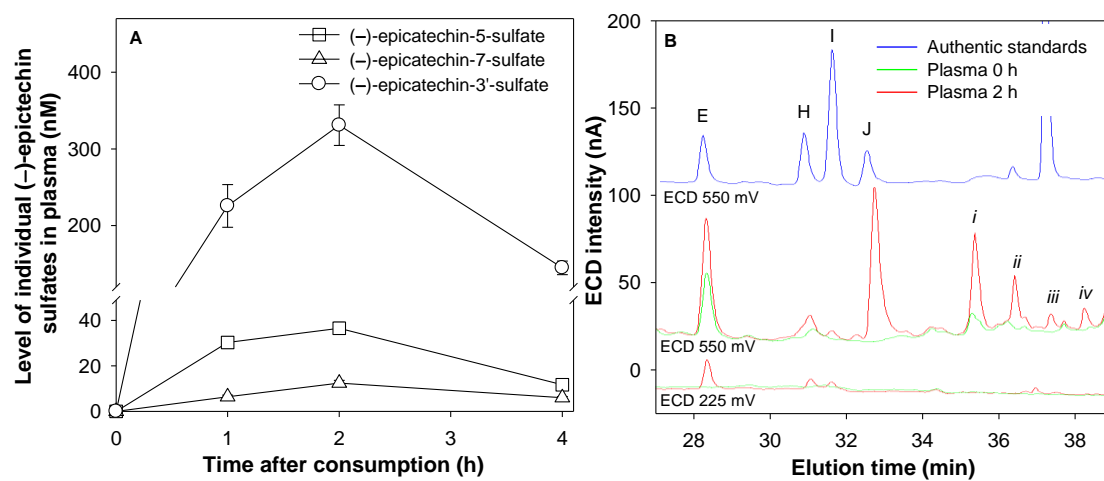 A
(–)-epicatechin-5-sulfate
(–)-epicatechin-7-sulfate
(–)-epicatechin-3'-sulfate
Level of individual (–)-epictechin
sulfates in plasma (nM)
400
300
200
40
20
0
0 1 2 3 4
Time after consumption (h)
B
Authentic standards
Plasma 0 h
Plasma 2 h
E H I J
ECD 550 mV
i ii iii iv
ECD 550 mV
ECD 225 mV
ECD intensity (nA)
200
150
100
50
0
28 30 32 34 36 38
Elution time (min)